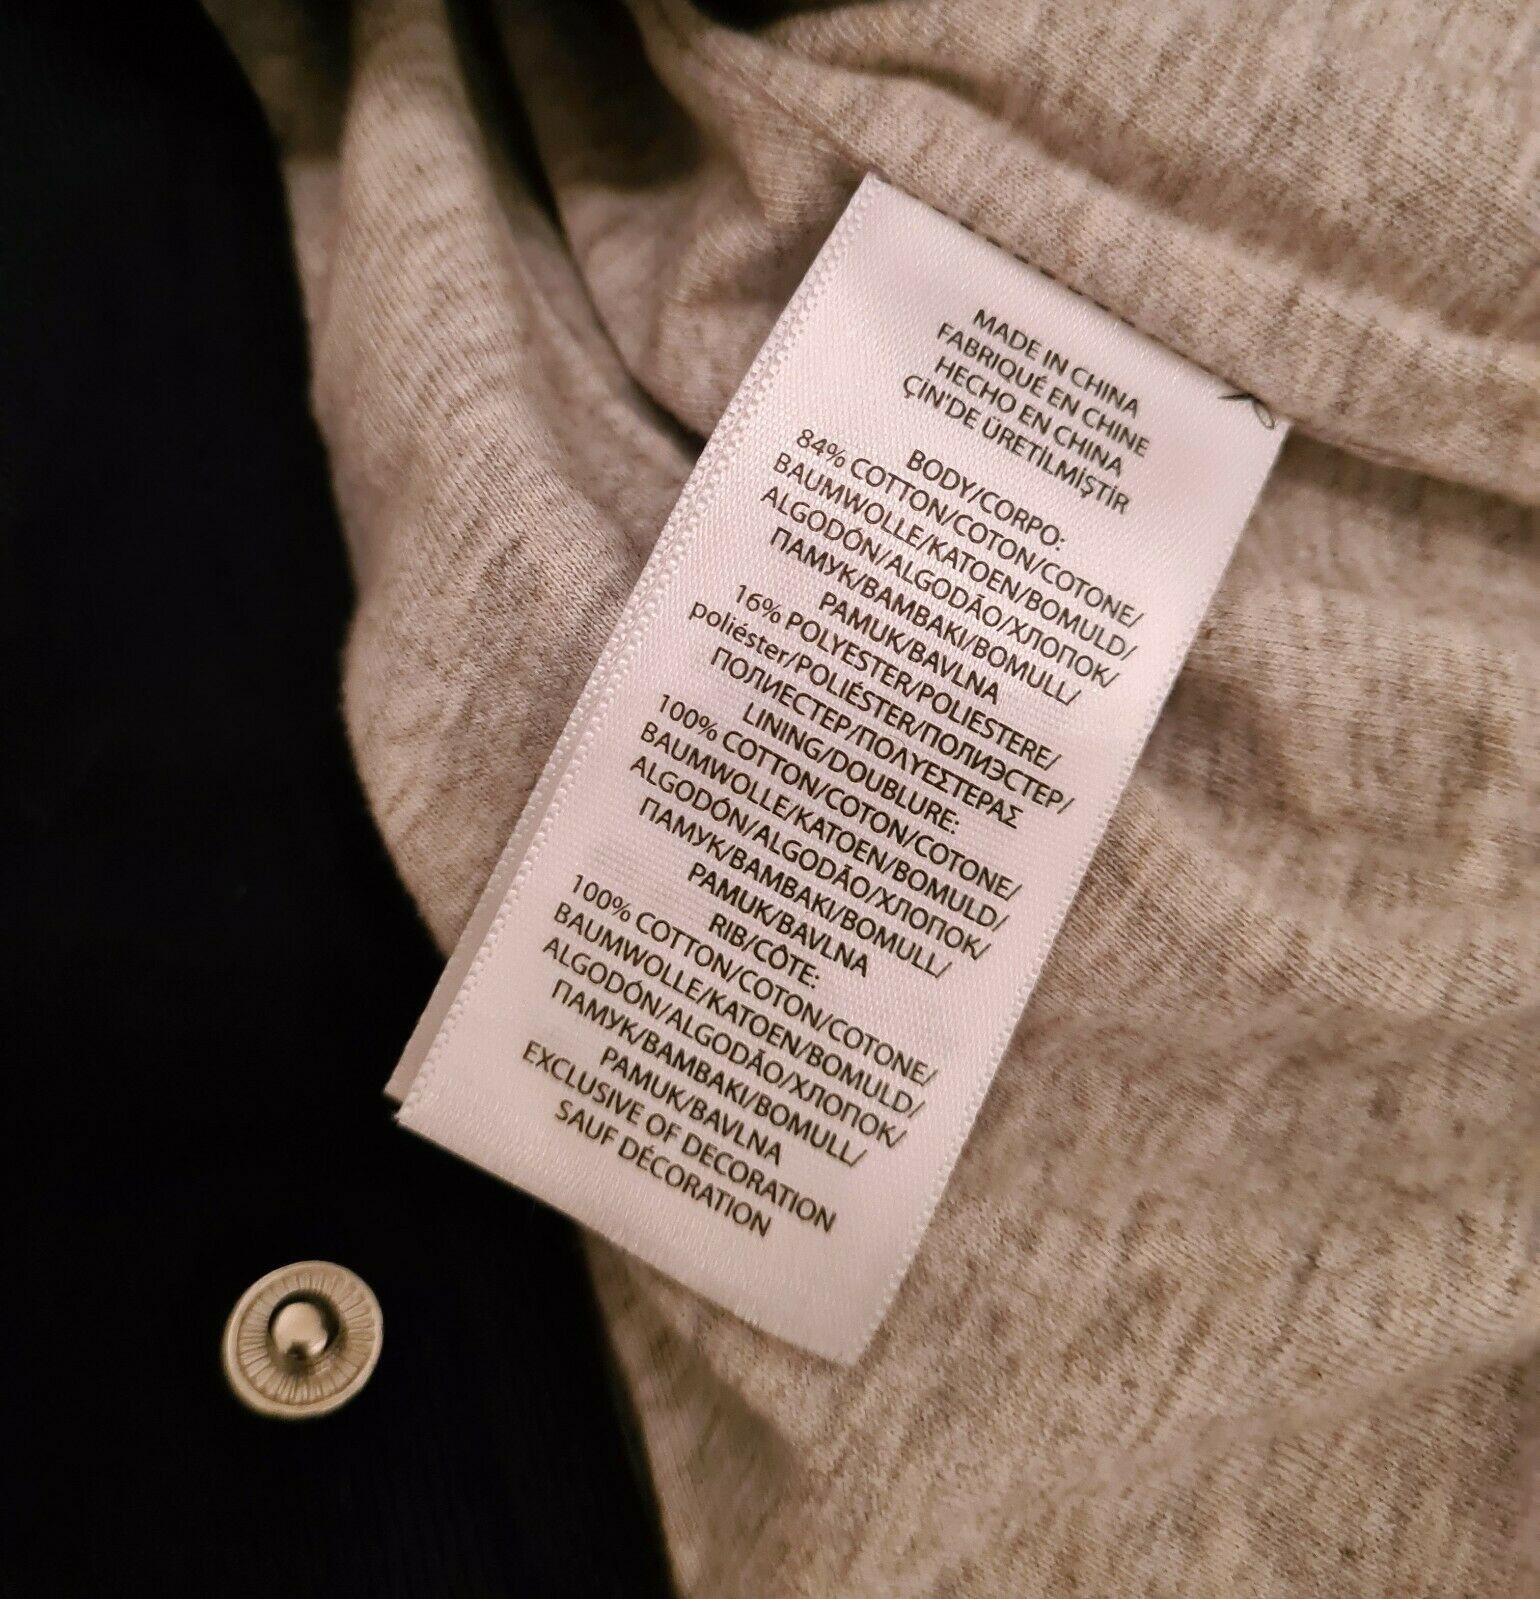 MADE IN CHINA
FABRIQUÉ EN CHINE
HECHO EN CHINA
ÇİN'DE ÜRETİLMİŞTİR
BODY/CORPO:
84% COTTON/COTON/COTONE/
BAUMWOLLE/KATOEN/BOMULD/
ALGODÓN/ALGODÃO/ХЛОПОК/
ПАМУК/BAMBAKI/BOMULL/
PAMUK/BAVLNA
16% POLYESTER/POLIESTERE/
poliéster/POLIÉSTER/ПОЛИЭСТЕР/
ПОЛИЕСТЕР/ΠΟΛΥΕΣΤΕΡΑΣ
LINING/DOUBLURE:
100% COTTON/COTON/COTONE/
BAUMWOLLE/KATOEN/BOMULD/
ALGODÓN/ALGODÃO/ХЛОПОК/
ПАМУК/BAMBAKI/BOMULL/
PAMUK/BAVLNA
RIB/CÔTE:
100% COTTON/COTON/COTONE/
BAUMWOLLE/KATOEN/BOMULD/
ALGODÓN/ALGODÃO/ХЛОПОК/
ПАМУК/BAMBAKI/BOMULL/
PAMUK/BAVLNA
EXCLUSIVE OF DECORATION
SAUF DÉCORATION